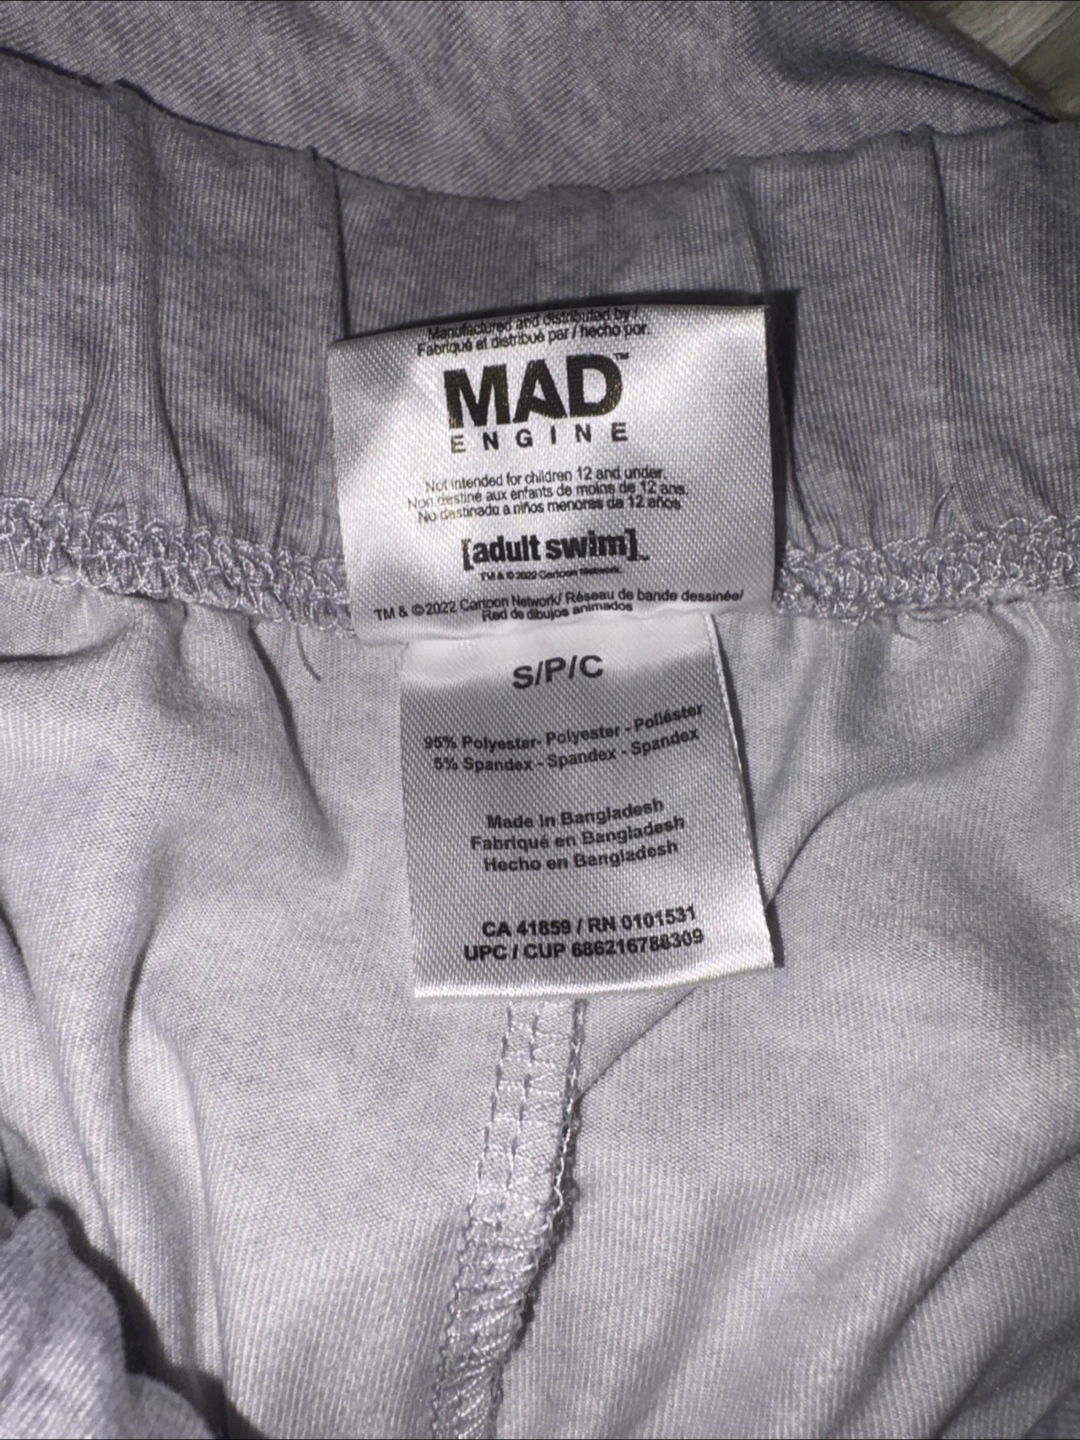 Manufactured and distributed by /
Fabriqué et distribué par / hecho por.
MAD™
ENGINE
Not intended for children 12 and under.
Non destiné aux enfants de moins de 12 ans.
No destinado a niños menores de 12 años.
[adult swim]™
TM & © 2022 Cartoon Network.
TM & © 2022 Cartoon Network/ Réseau de bande dessinée/
Red de dibujos animados
S/P/C
95% Polyester- Polyester - Poliéster
5% Spandex - Spandex - Spandex
Made in Bangladesh
Fabriqué en Bangladesh
Hecho en Bangladesh
CA 41859 / RN 0101531
UPC / CUP 686216788309